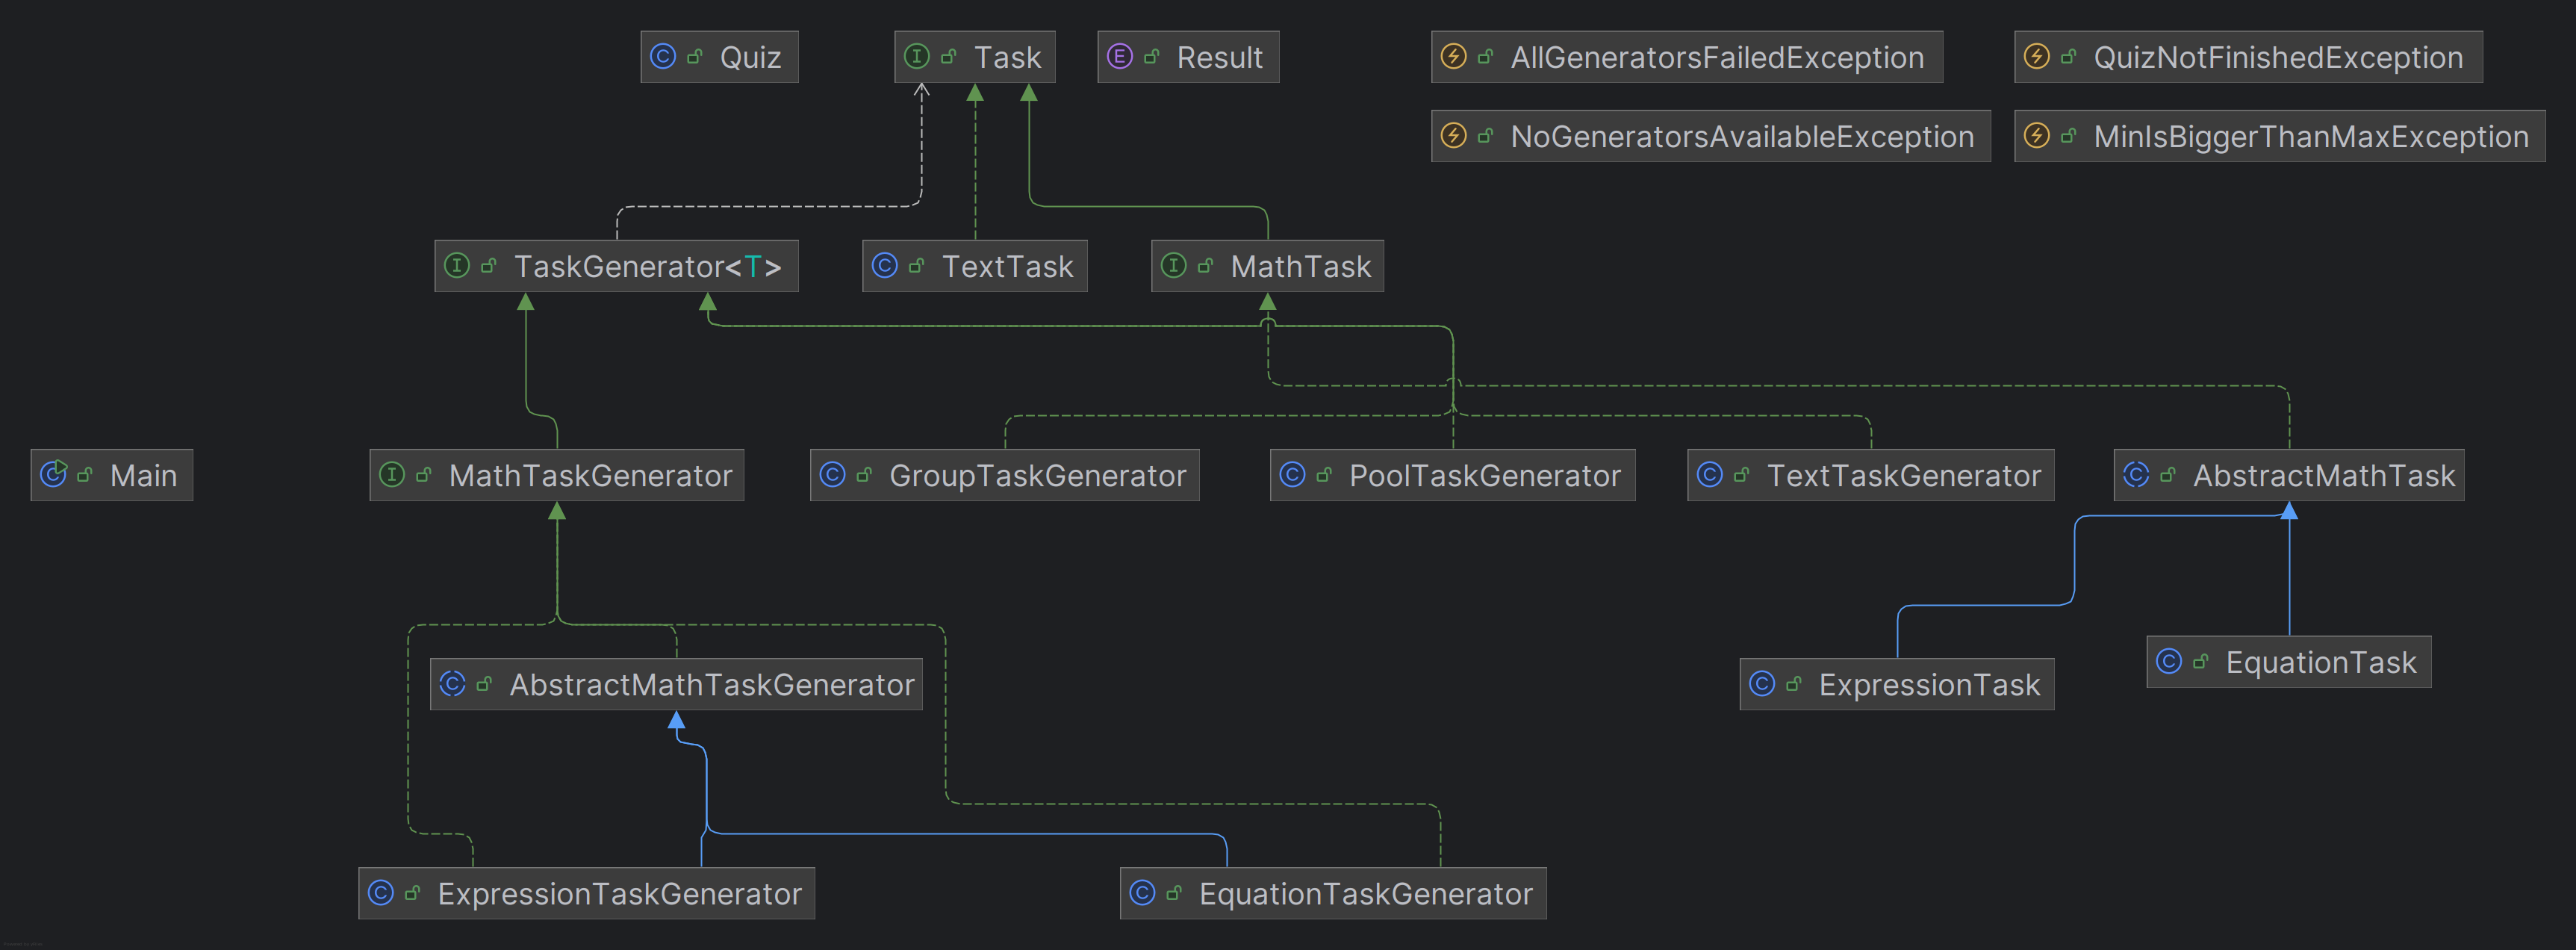 Quiz
Task
Result
AllGeneratorsFailedException
QuizNotFinishedException
NoGeneratorsAvailableException
MinIsBiggerThanMaxException
TaskGenerator<T>
TextTask
MathTask
Main
MathTaskGenerator
GroupTaskGenerator
PoolTaskGenerator
TextTaskGenerator
AbstractMathTask
AbstractMathTaskGenerator
ExpressionTask
EquationTask
ExpressionTaskGenerator
EquationTaskGenerator